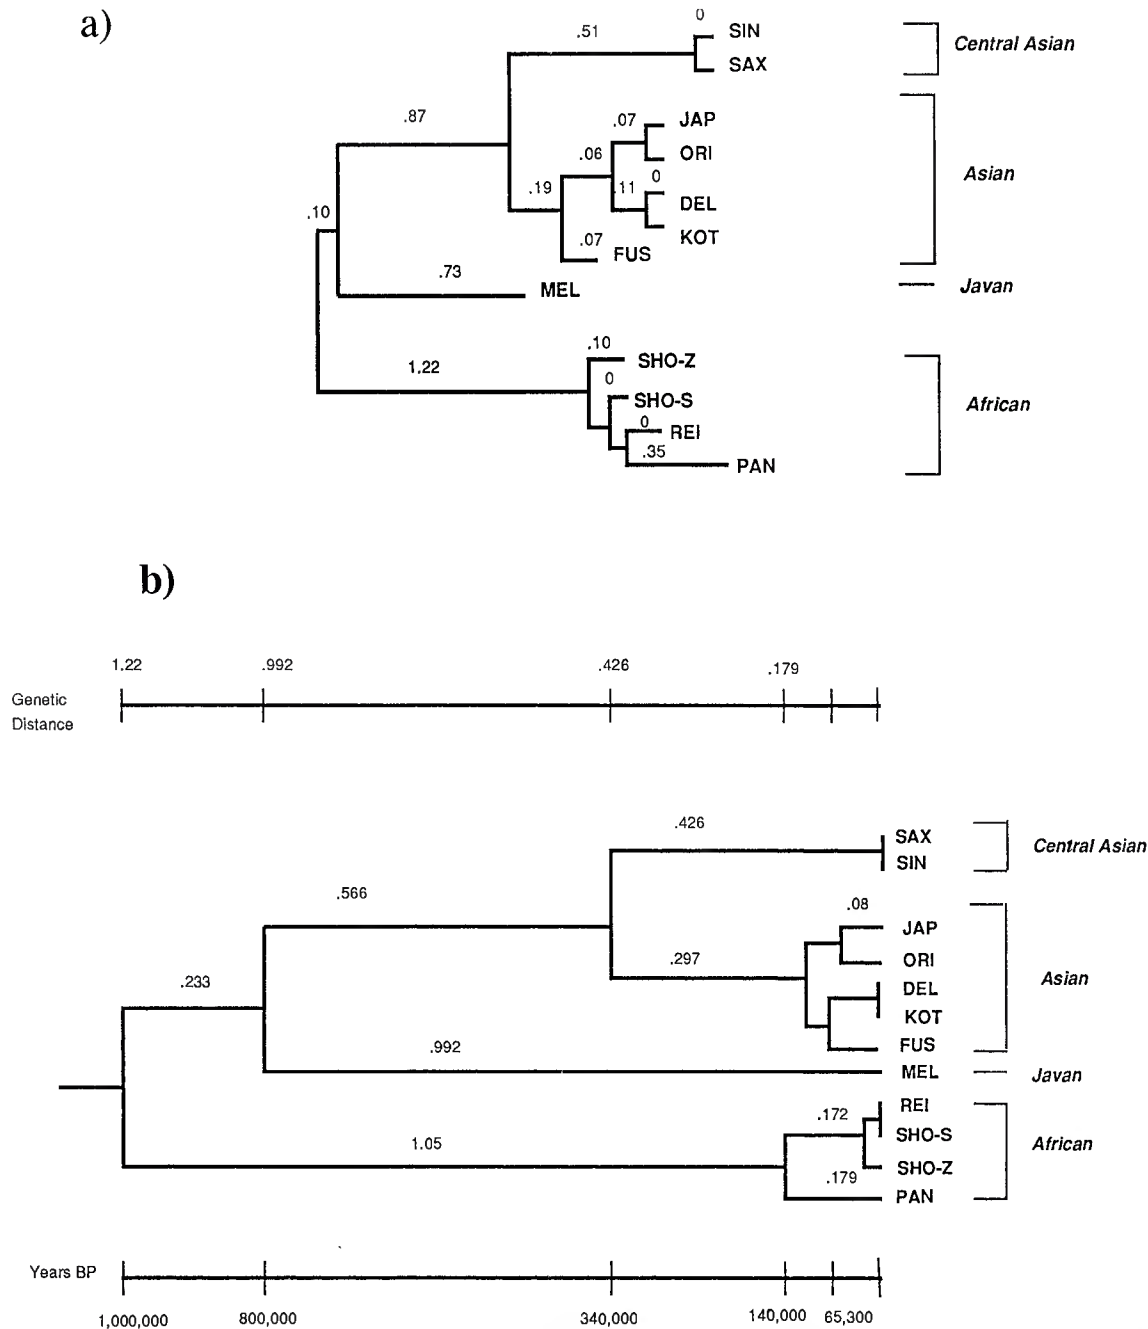 a)
0
.51
SIN
Central Asian
SAX
.87
.07
JAP
.06
ORI
Asian
0
.19
.11
DEL
.10
KOT
.07
FUS
.73
MEL
Javan
.10
1.22
SHO-Z
0
SHO-S
African
0
REI
.35
PAN
b)
1.22
.992
.426
.179
Genetic
Distance
.426
SAX
Central Asian
SIN
.566
.08
JAP
.297
ORI
.233
Asian
DEL
KOT
.992
FUS
MEL
Javan
REI
.172
1.05
SHO-S
African
SHO-Z
.179
PAN
Years BP
1,000,000
800,000
340,000
140,000
65,300